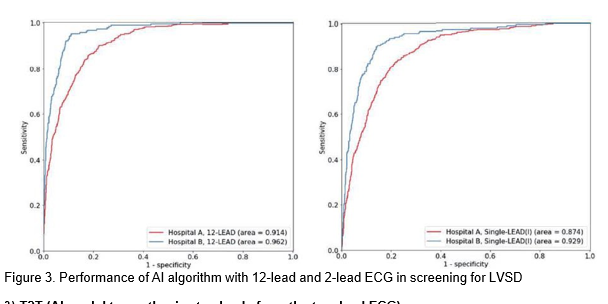 1.0
0.8
0.6
0.4
0.2
0.0
Sensitivity
0.2 0.4 0.6 0.8 1.0
1 - specificity
Hospital A, 12-LEAD (area = 0.914)
Hospital B, 12-LEAD (area = 0.962)
1.0
0.8
0.6
0.4
0.2
0.0
Sensitivity
0.2 0.4 0.6 0.8 1.0
1 - specificity
Hospital A, Single-LEAD(I) (area = 0.874)
Hospital B, Single-LEAD(I) (area = 0.929)
Figure 3. Performance of AI algorithm with 12-lead and 2-lead ECG in screening for LVSD